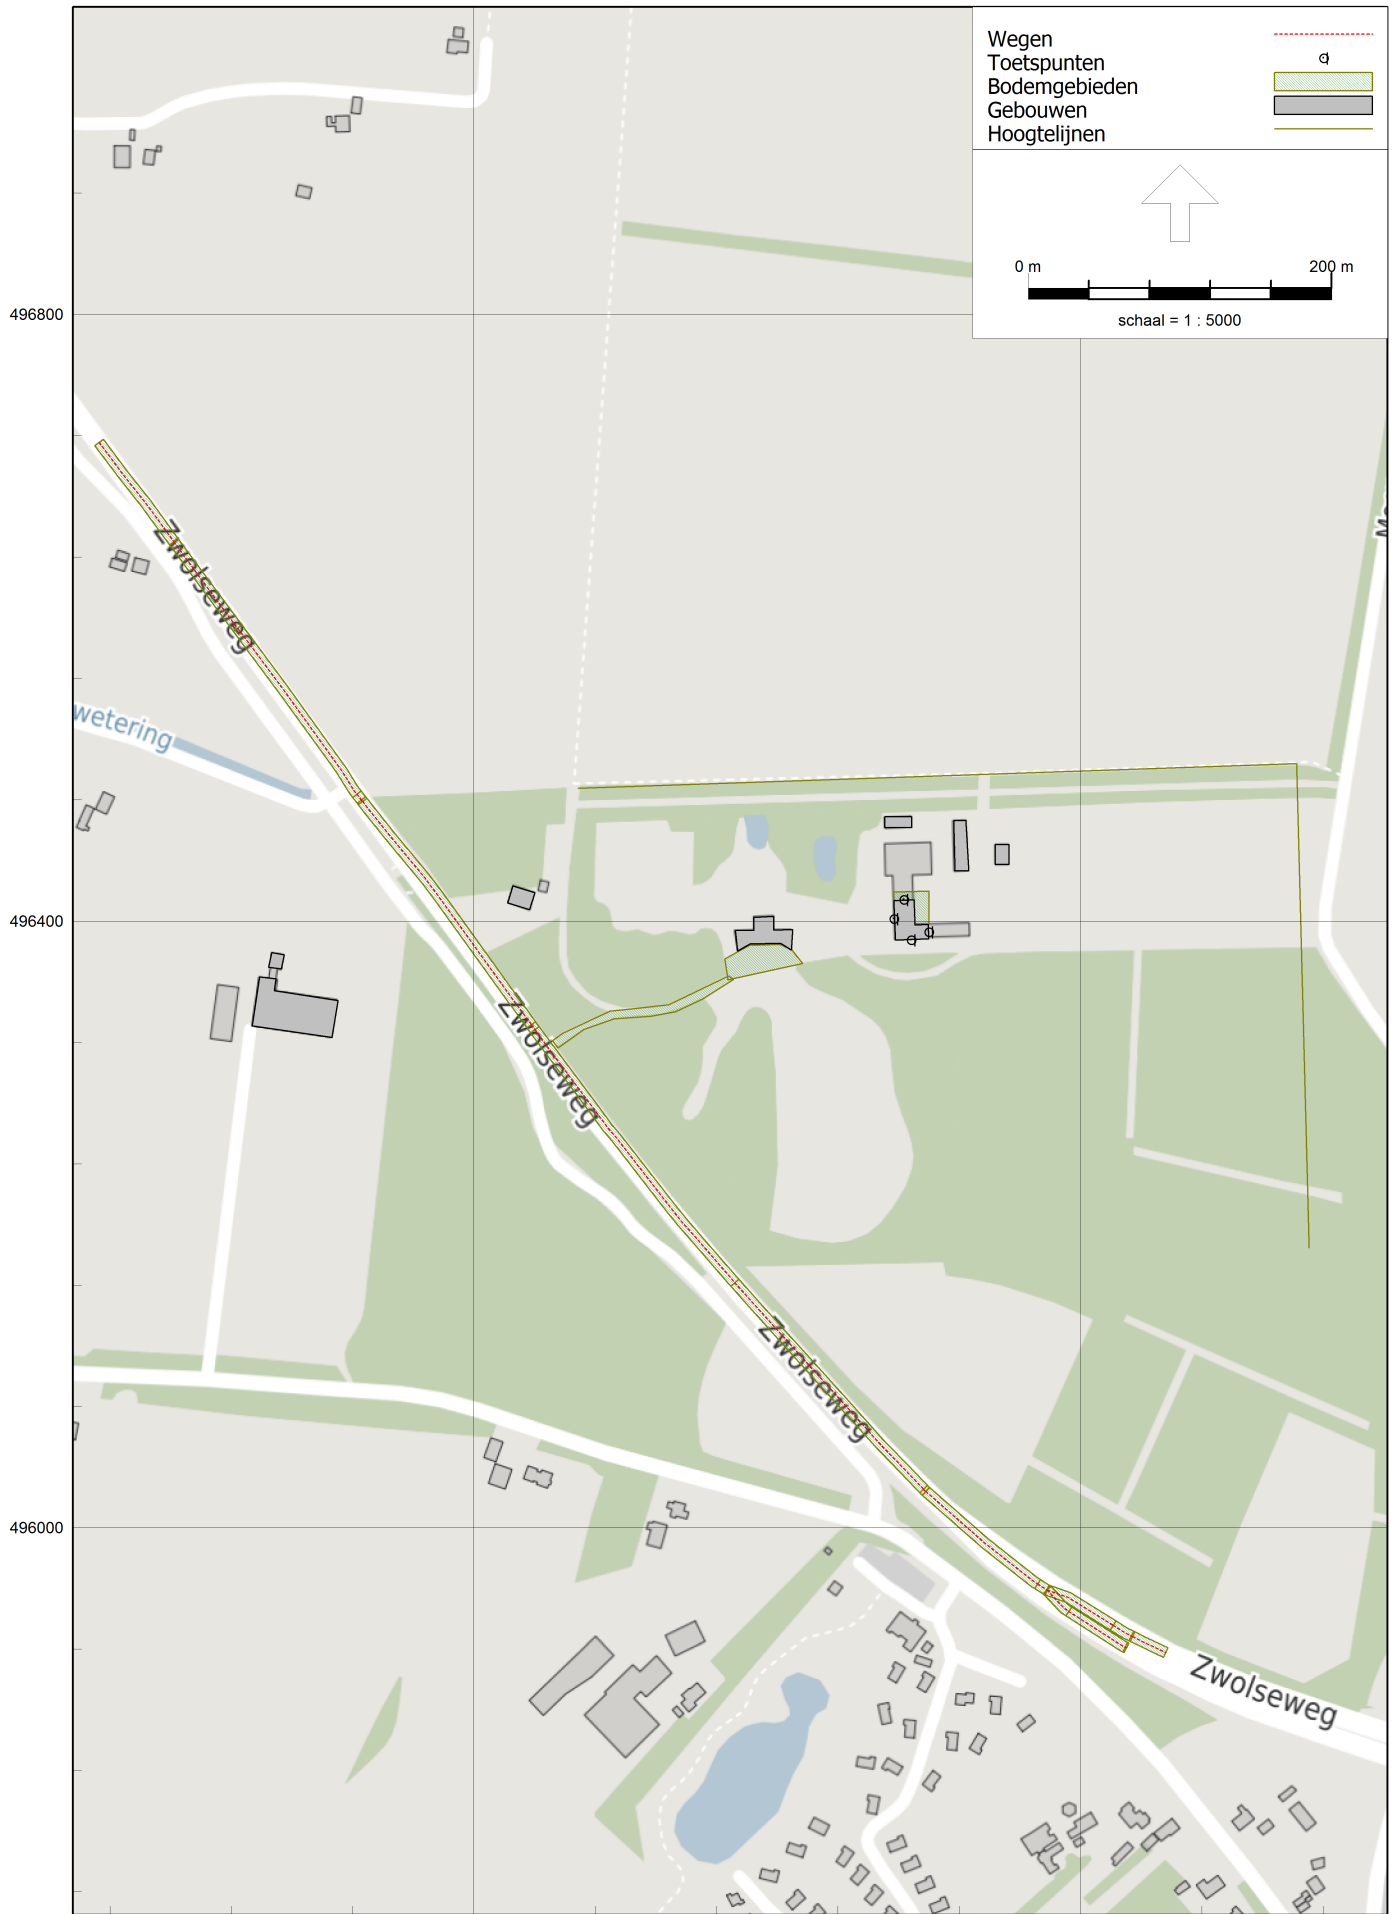 Wegen
Toetspunten
Bodemgebieden
Gebouwen
Hoogtelijnen
0 m 200 m
schaal = 1 : 5000
496800
Zwolseweg
wetering
496400
Zwolseweg
Zwolseweg
496000
Zwolseweg